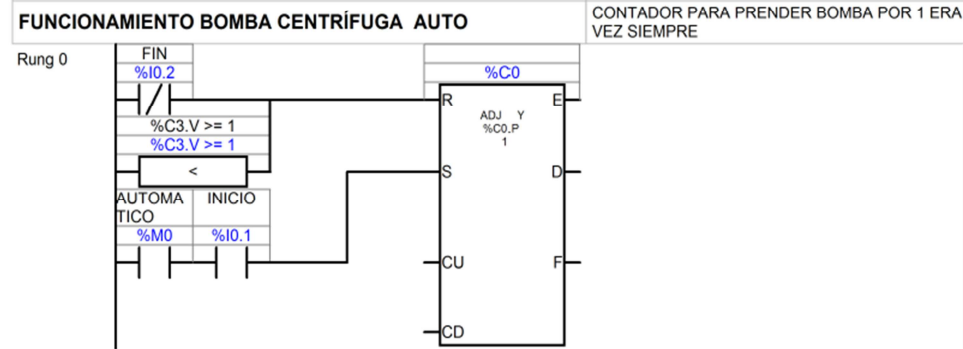 FUNCIONAMIENTO BOMBA CENTRÍFUGA AUTO
CONTADOR PARA PRENDER BOMBA POR 1 ERA
VEZ SIEMPRE
Rung 0
FIN
%I0.2
%C0
R
E
ADJ Y
%C0.P
1
%C3.V >= 1
%C3.V >= 1
<
S
D
AUTOMA
TICO
INICIO
%M0
%I0.1
CU
F
CD